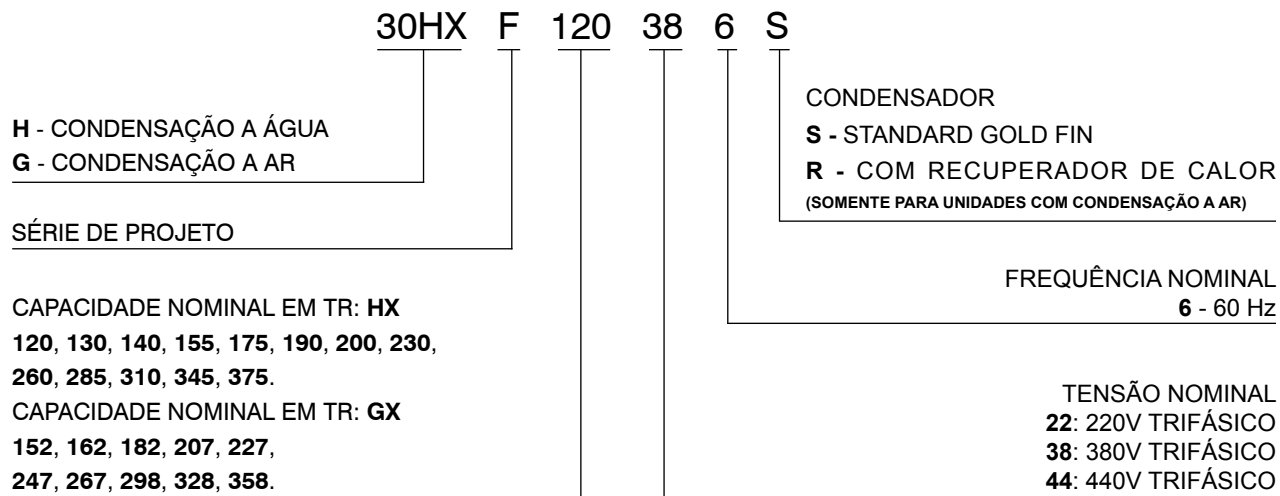 30HX F 120 38 6 S
H - CONDENSAÇÃO A ÁGUA
G - CONDENSAÇÃO A AR
SÉRIE DE PROJETO
CAPACIDADE NOMINAL EM TR: HX
120, 130, 140, 155, 175, 190, 200, 230,
260, 285, 310, 345, 375.
CAPACIDADE NOMINAL EM TR: GX
152, 162, 182, 207, 227,
247, 267, 298, 328, 358.
CONDENSADOR
S - STANDARD GOLD FIN
R - COM RECUPERADOR DE CALOR
(SOMENTE PARA UNIDADES COM CONDENSAÇÃO A AR)
FREQUÊNCIA NOMINAL
6 - 60 Hz
TENSÃO NOMINAL
22: 220V TRIFÁSICO
38: 380V TRIFÁSICO
44: 440V TRIFÁSICO